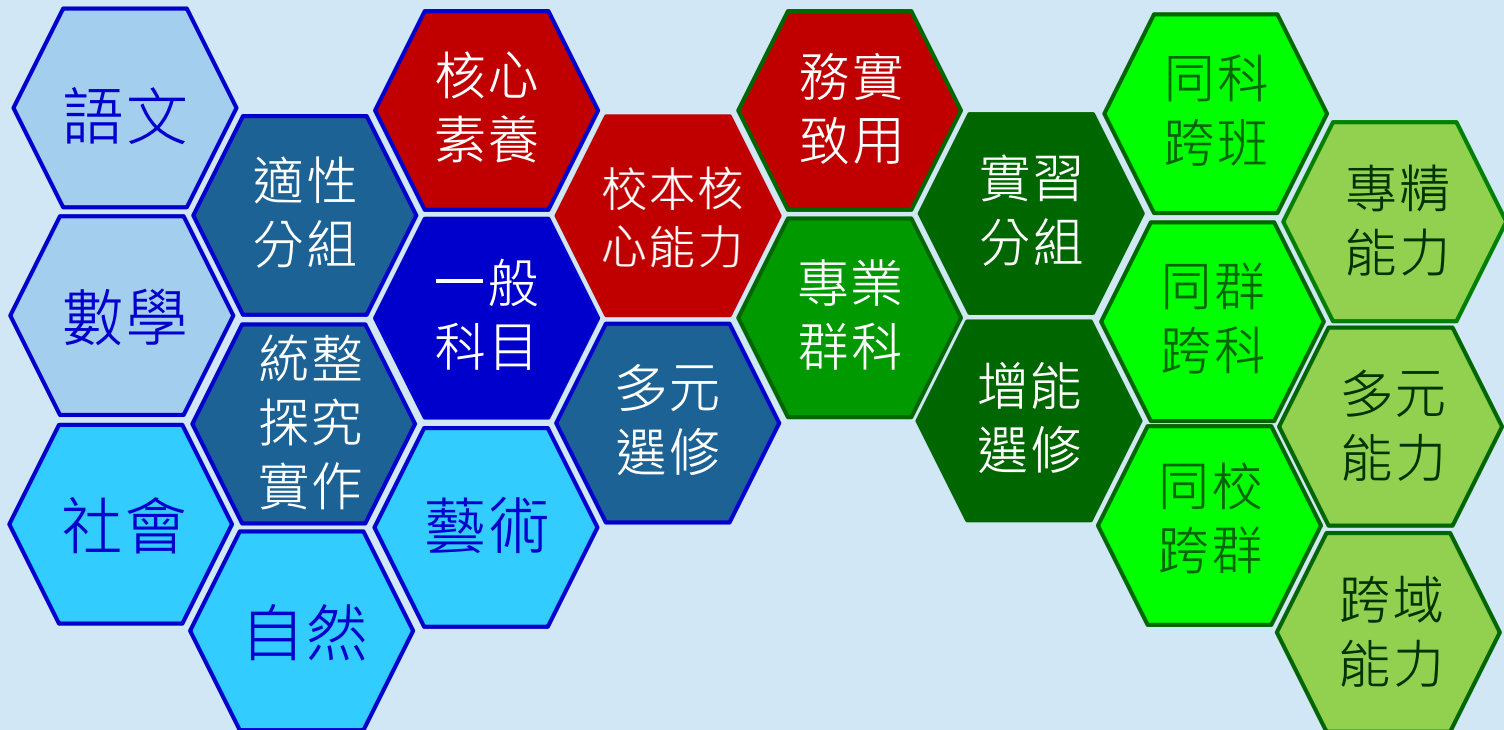 語文
數學
社會
適性
分組
統整
探究
實作
自然
核心
素養
一般
科目
藝術
校本核
心能力
多元
選修
務實
致用
專業
群科
實習
分組
增能
選修
同科
跨班
同群
跨科
同校
跨群
專精
能力
多元
能力
跨域
能力